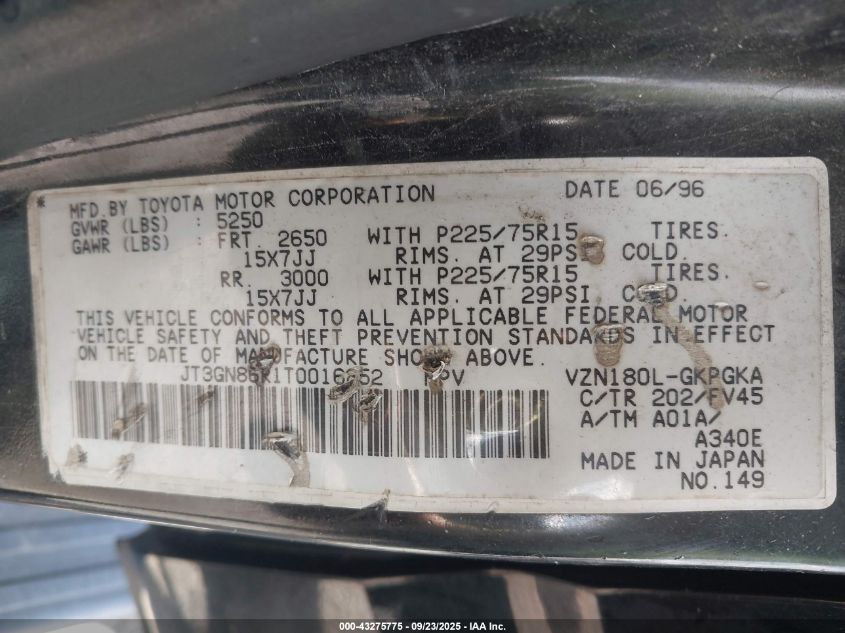 MFD.BY TOYOTA MOTOR CORPORATION DATE 06/96
GVWR (LBS) : 5250
GAWR (LBS) : FRT. 2650 WITH P225/75R15 TIRES.
15X7JJ RIMS. AT 29PSI COLD.
RR. 3000 WITH P225/75R15 TIRES.
15X7JJ RIMS. AT 29PSI COLD.
THIS VEHICLE CONFORMS TO ALL APPLICABLE FEDERAL MOTOR
VEHICLE SAFETY AND THEFT PREVENTION STANDARDS IN EFFECT
ON THE DATE OF MANUFACTURE SHOWN ABOVE.
MPV VZN180L-GKPGKA
C/TR 202/FV45
A/TM A01A/
A340E
MADE IN JAPAN
NO.149
000-43275775 - 09/23/2025 - IAA Inc.